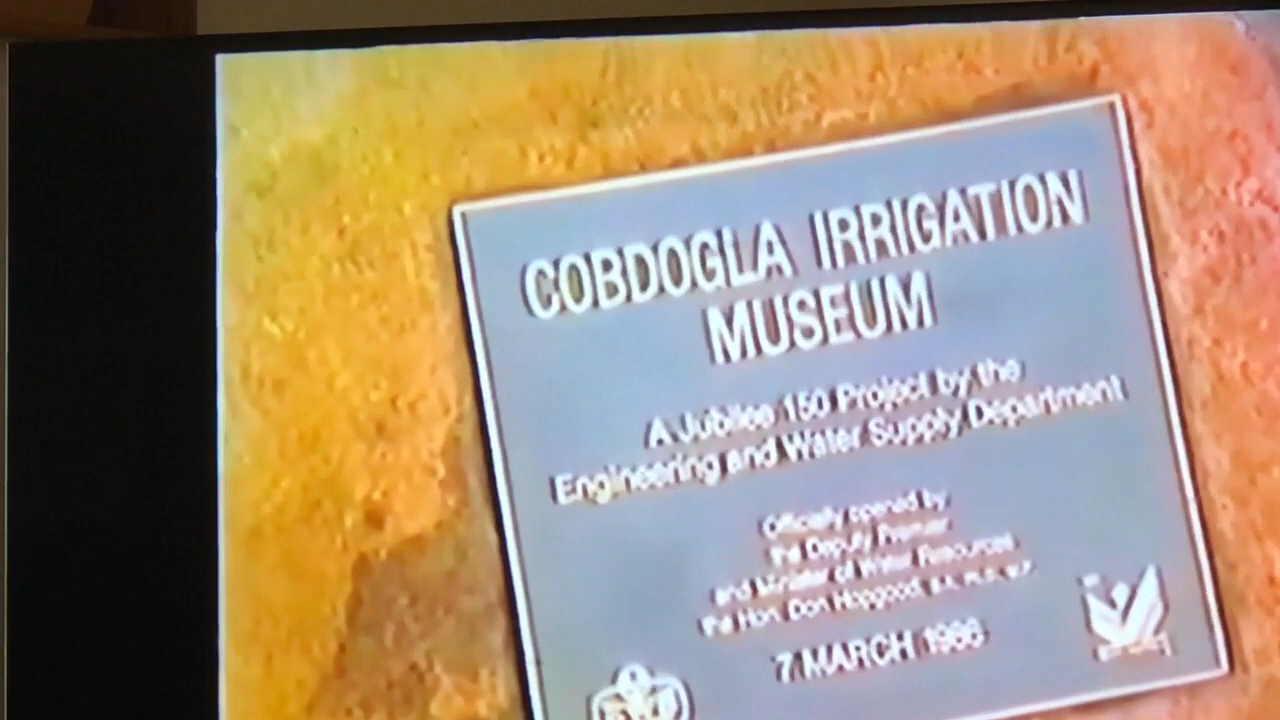 COBDOGLA IRRIGATION
MUSEUM
A Jubilee 150 Project by the
Engineering and Water Supply Department
Officially opened by
the Deputy Premier
and Minister of Water Resources
the Hon. Don Hopgood,
7 MARCH 1986